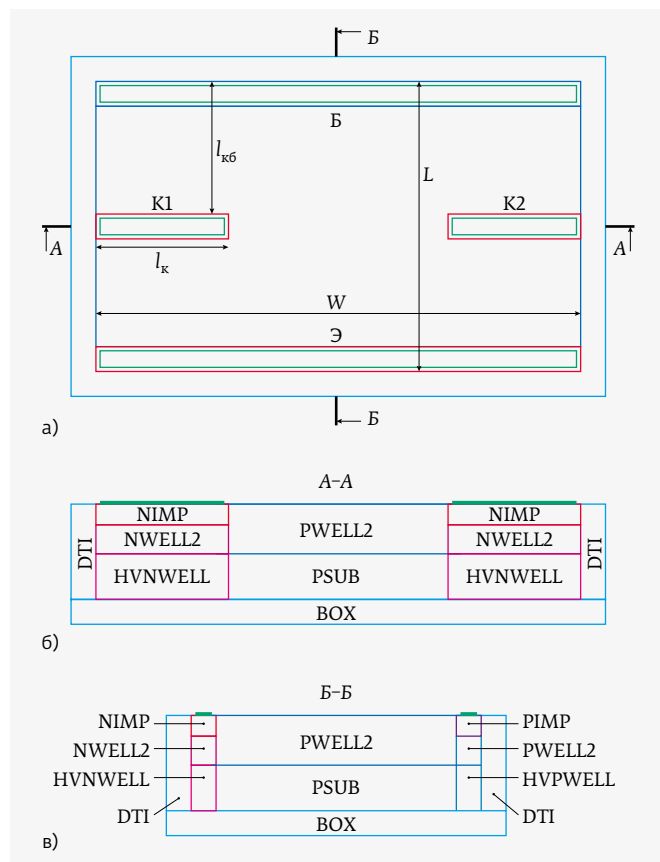 Б
Б
lкб
L
К1
К2
А
А
lк
W
Э
Б
а)
А–А
NIMP
NIMP
PWELL2
NWELL2
NWELL2
DTI
DTI
HVNWELL
PSUB
HVNWELL
BOX
б)
Б–Б
NIMP
PIMP
PWELL2
NWELL2
PWELL2
HVNWELL
HVPWELL
PSUB
DTI
DTI
BOX
в)